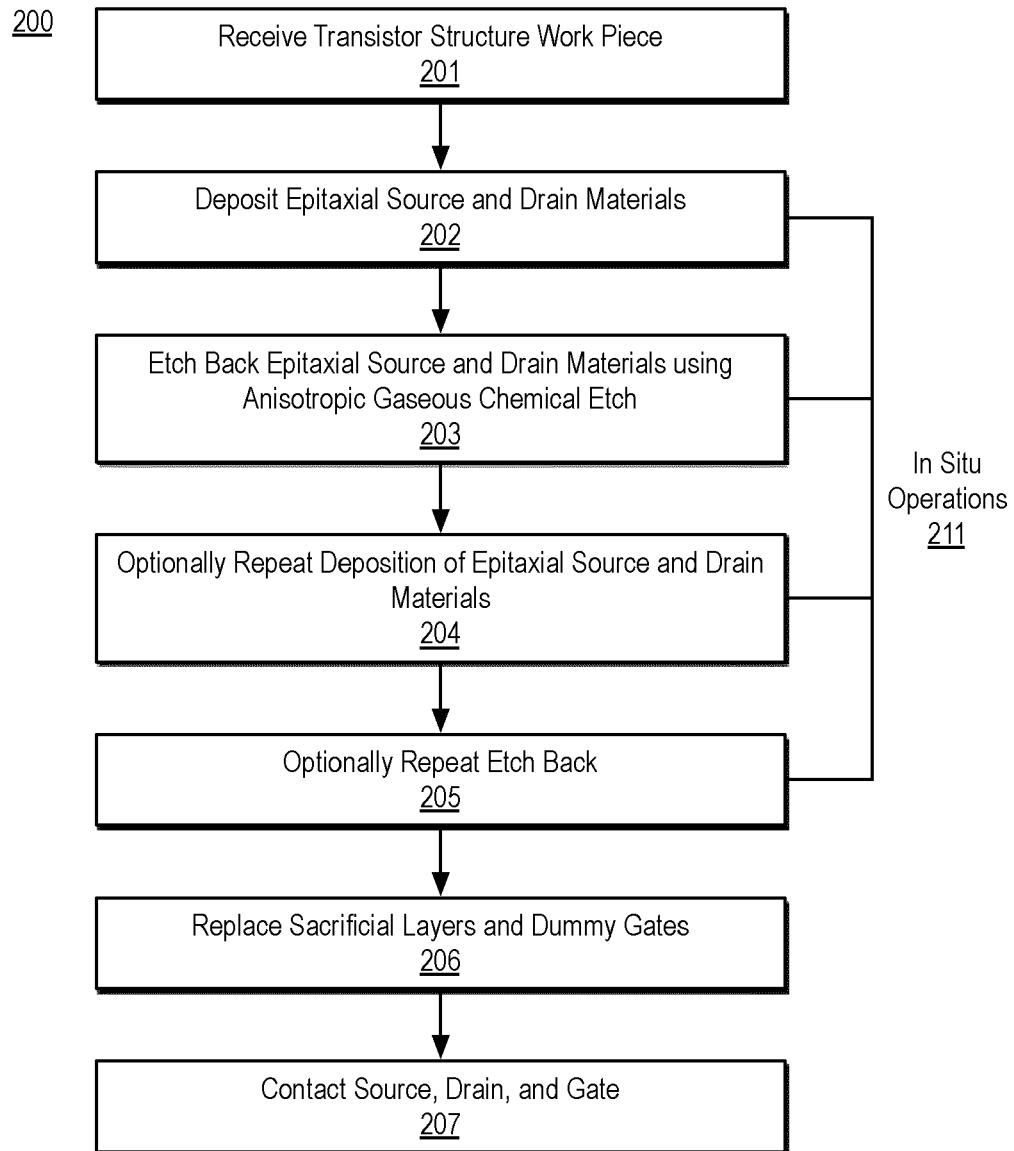 200
Receive Transistor Structure Work Piece
201
Deposit Epitaxial Source and Drain Materials
202
Etch Back Epitaxial Source and Drain Materials using
Anisotropic Gaseous Chemical Etch
203
Optionally Repeat Deposition of Epitaxial Source and Drain
Materials
204
Optionally Repeat Etch Back
205
In Situ
Operations
211
Replace Sacrificial Layers and Dummy Gates
206
Contact Source, Drain, and Gate
207